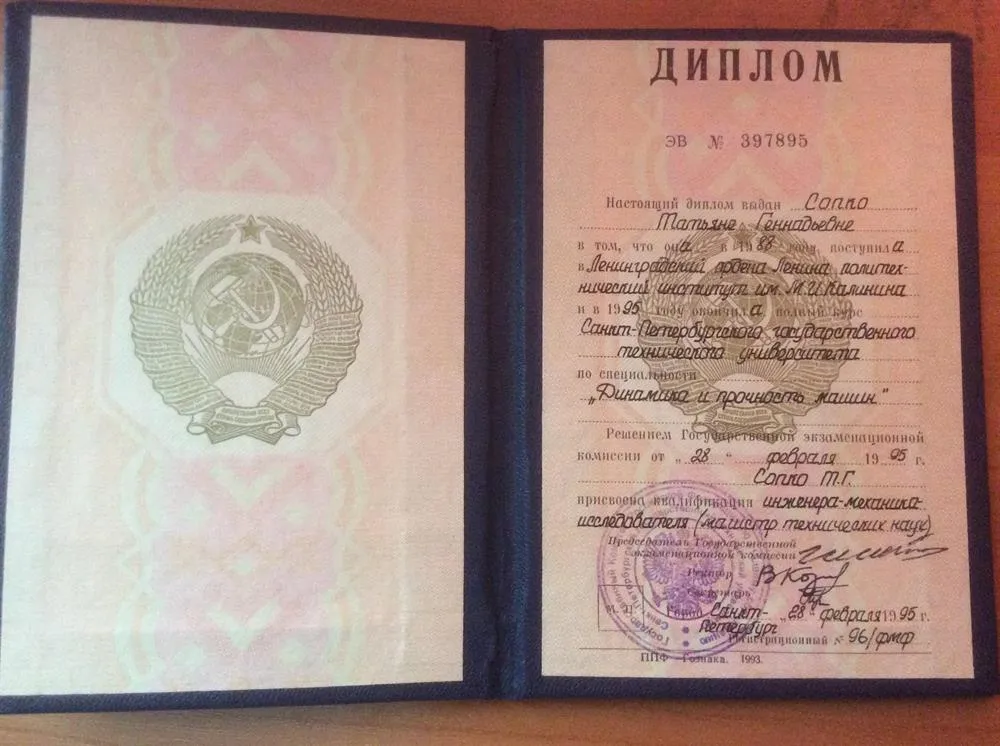 ДИПЛОМ
ЭВ № 397895
Настоящий диплом выдан Сопко
Татьяне Геннадьевне
в том, что она в 1988 году поступила
в Ленинградский ордена Ленина политех-
нический институт им. М.И. Калинина
и в 1995 году окончила полный курс
Санкт-Петербургского государственного
технического университета
по специальности
„Динамика и прочность машин"
Решением Государственной экзаменационной
комиссии от „28" февраля 1995 г.
Сопко Т.Г.
присвоена квалификация инженера-механика-
исследователя (магистр технических наук)
Председатель Государственной
экзаменационной комиссии
Ректор
Секретарь
М. П. Город Санкт- „28" февраля 1995 г.
Петербург
Регистрационный № 96/фмф
ППФ Гознака. 1993.